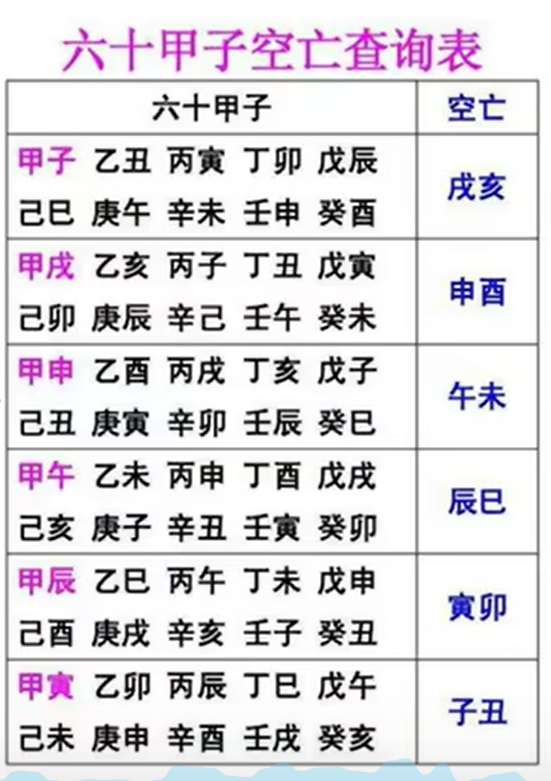 六十甲子空亡查询表
六十甲子 空亡
甲子 乙丑 丙寅 丁卯 戊辰
己巳 庚午 辛未 壬申 癸酉
戌亥
甲戌 乙亥 丙子 丁丑 戊寅
己卯 庚辰 辛己 壬午 癸未
申酉
甲申 乙酉 丙戌 丁亥 戊子
己丑 庚寅 辛卯 壬辰 癸巳
午未
甲午 乙未 丙申 丁酉 戊戌
己亥 庚子 辛丑 壬寅 癸卯
辰巳
甲辰 乙巳 丙午 丁未 戊申
己酉 庚戌 辛亥 壬子 癸丑
寅卯
甲寅 乙卯 丙辰 丁巳 戊午
己未 庚申 辛酉 壬戌 癸亥
子丑